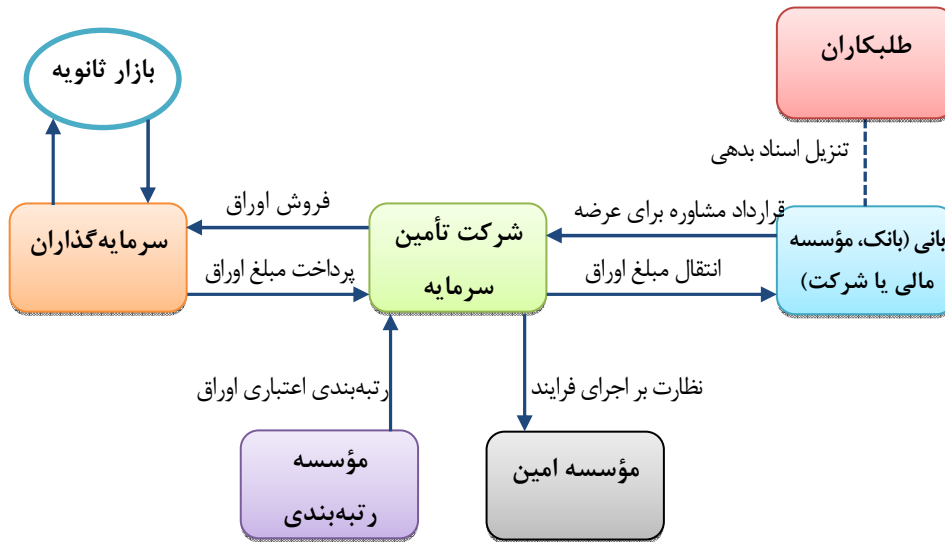 طلبکاران
بازار ثانویه
تنزیل اسناد بدهی
قرارداد مشاوره برای عرضه
فروش اوراق
بانی (بانک، مؤسسه
مالی یا شرکت)
شرکت تأمین
سرمایه
سرمایه‌گذاران
انتقال مبلغ اوراق
پرداخت مبلغ اوراق
نظارت بر اجرای فرایند
رتبه‌بندی اعتباری اوراق
مؤسسه امین
مؤسسه
رتبه‌بندی